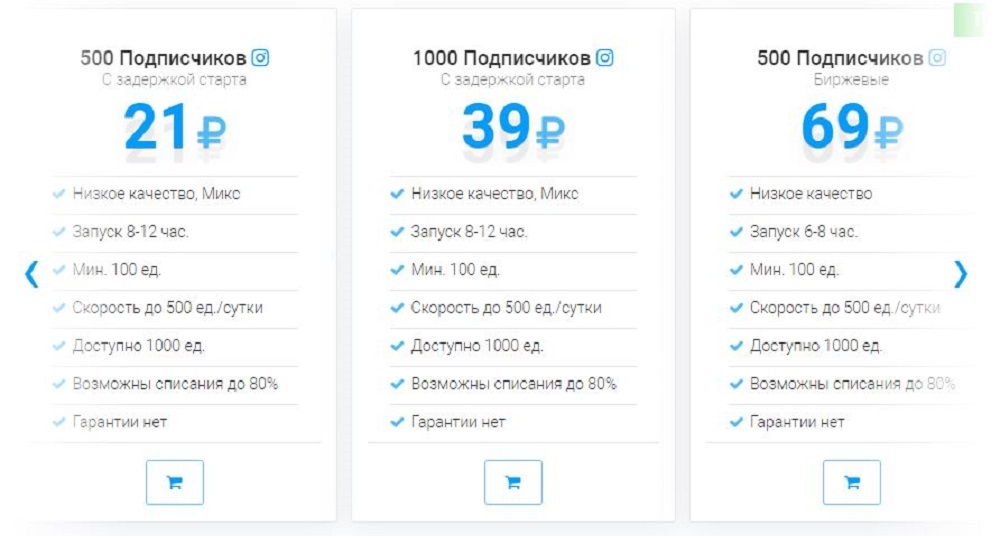 500 Подписчиков
С задержкой старта
21₽
Низкое качество, Микс
Запуск 8-12 час.
Мин. 100 ед.
Скорость до 500 ед./сутки
Доступно 1000 ед.
Возможны списания до 80%
Гарантии нет
1000 Подписчиков
С задержкой старта
39₽
Низкое качество, Микс
Запуск 8-12 час.
Мин. 100 ед.
Скорость до 500 ед./сутки
Доступно 1000 ед.
Возможны списания до 80%
Гарантии нет
500 Подписчиков
Биржевые
69₽
Низкое качество
Запуск 6-8 час.
Мин. 100 ед.
Скорость до 500 ед./сутки
Доступно 1000 ед.
Возможны списания до 80%
Гарантии нет